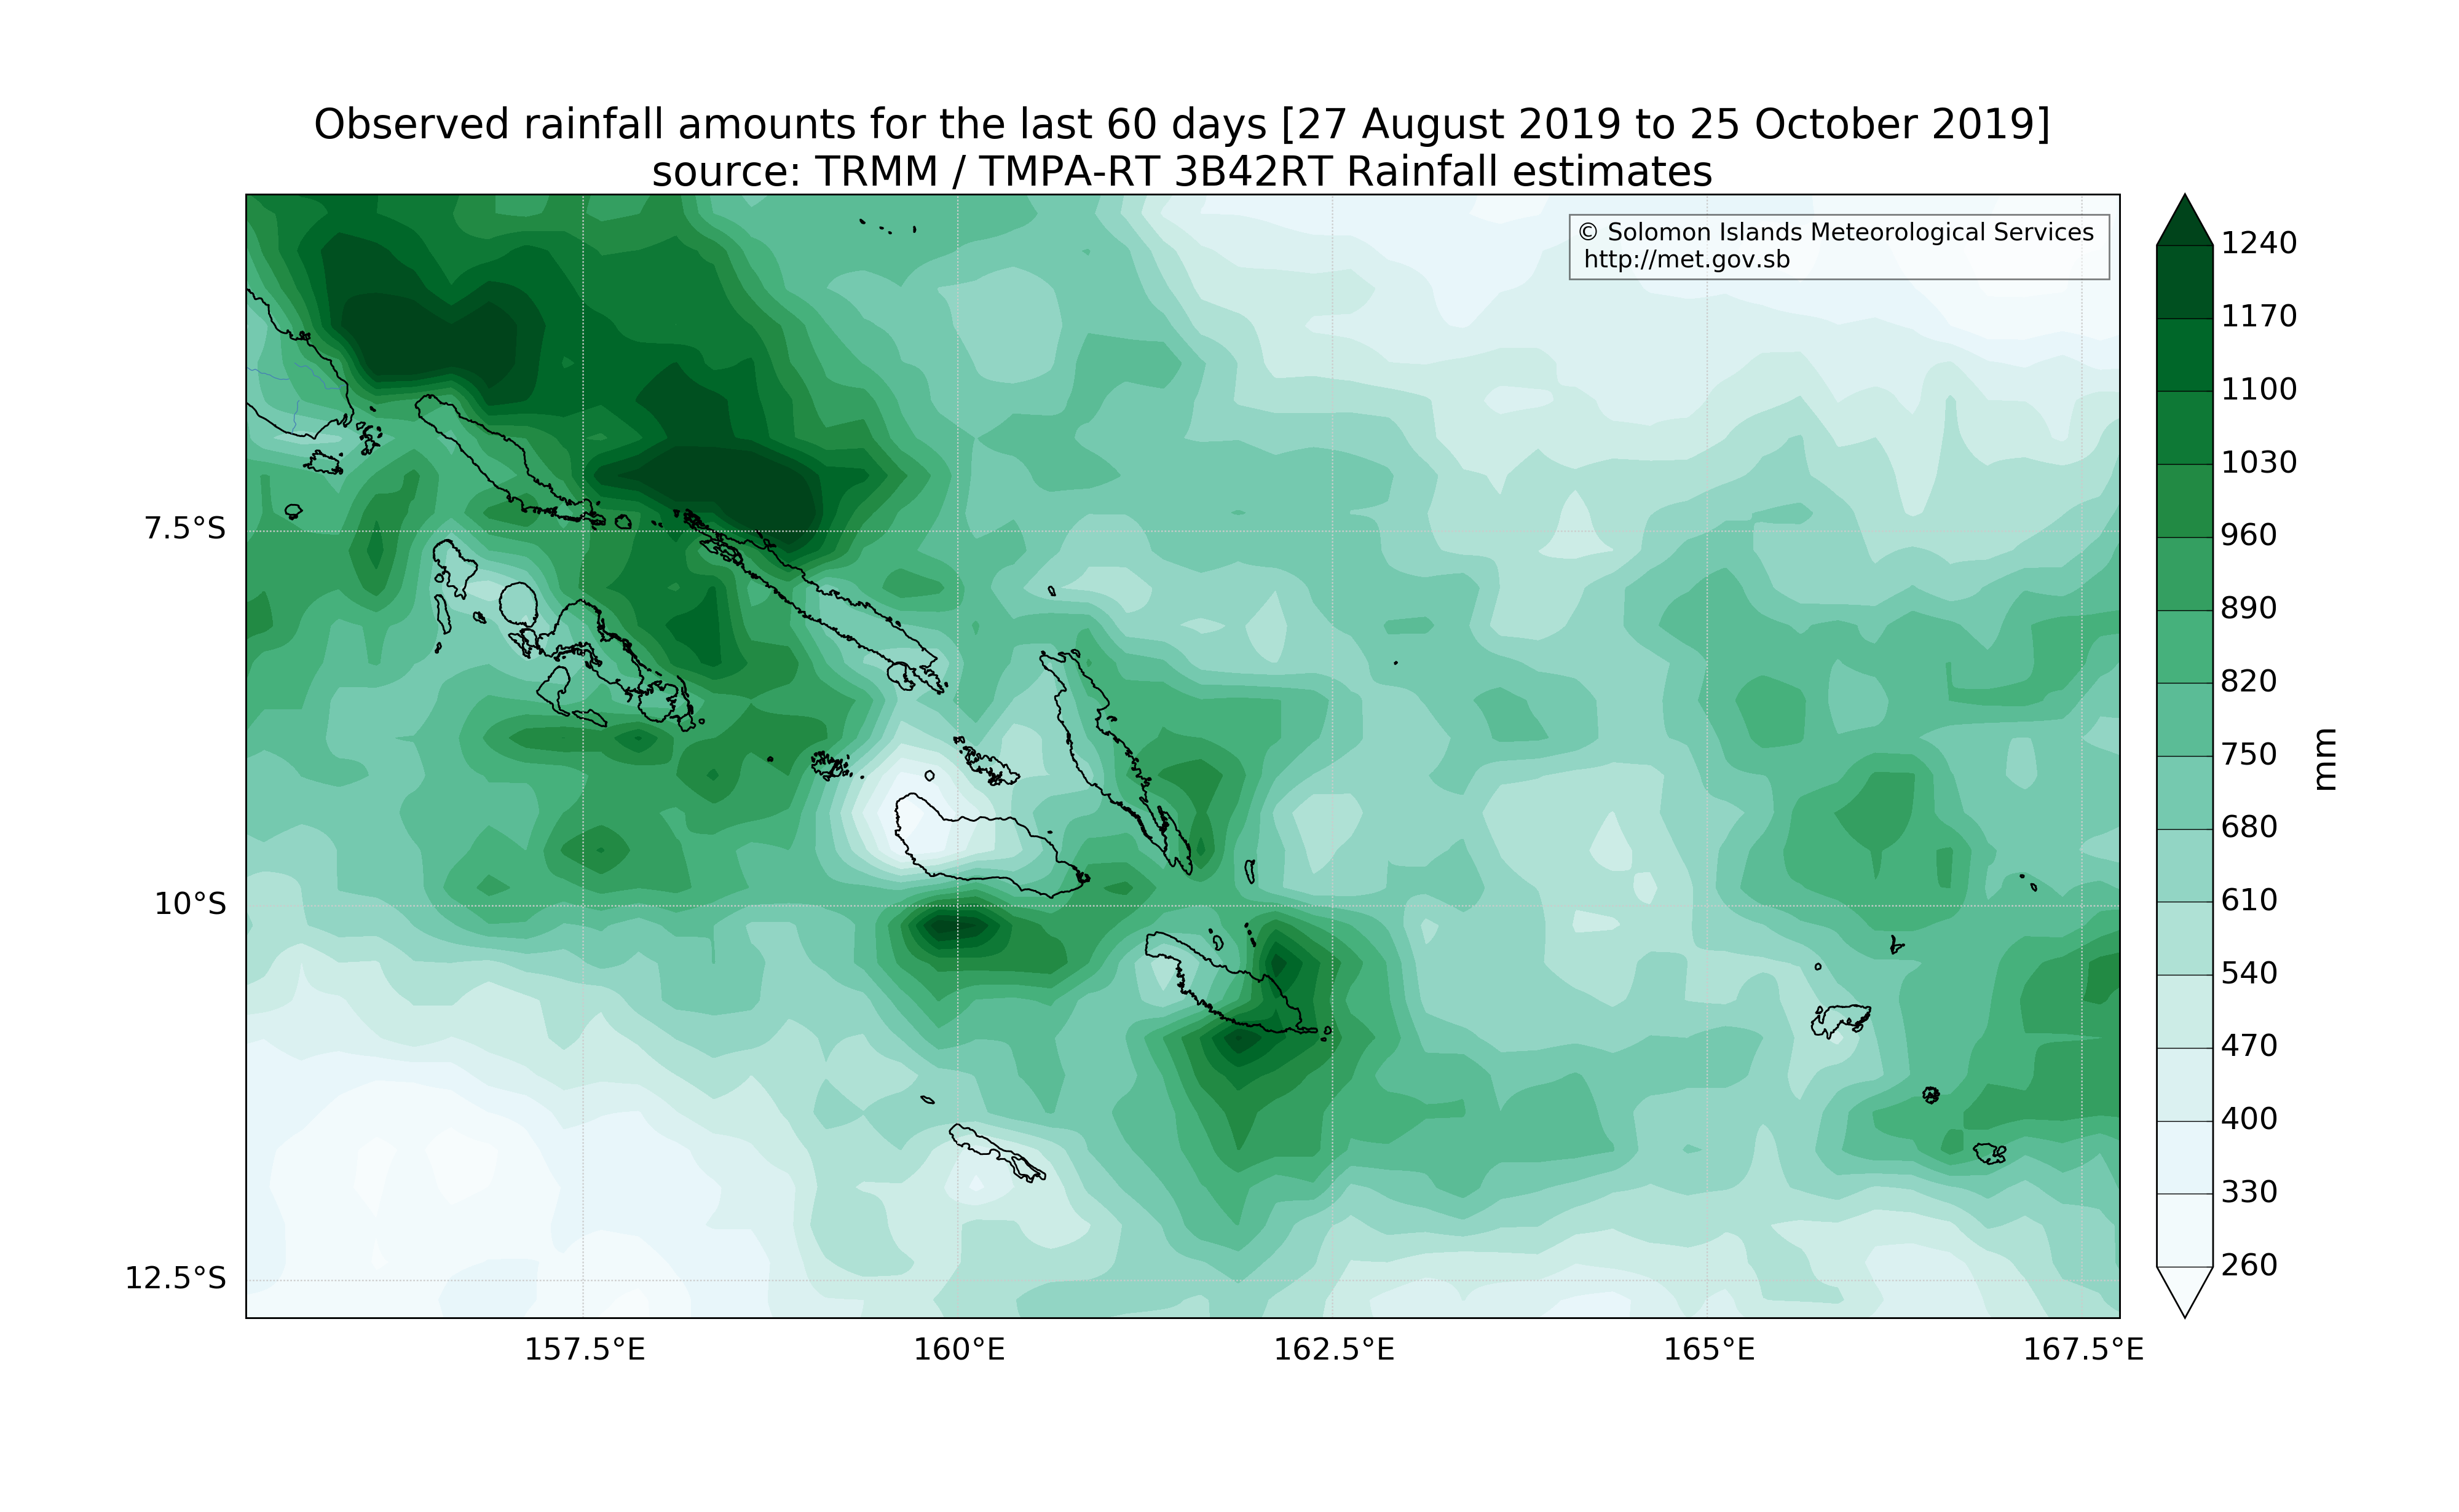 Observed rainfall amounts for the last 60 days [27 August 2019 to 25 October 2019]
source: TRMM / TMPA-RT 3B42RT Rainfall estimates
© Solomon Islands Meteorological Services
http://met.gov.sb
7.5°S
10°S
12.5°S
157.5°E
160°E
162.5°E
165°E
167.5°E
1240
1170
1100
1030
960
890
820
750
680
610
540
470
400
330
260
mm